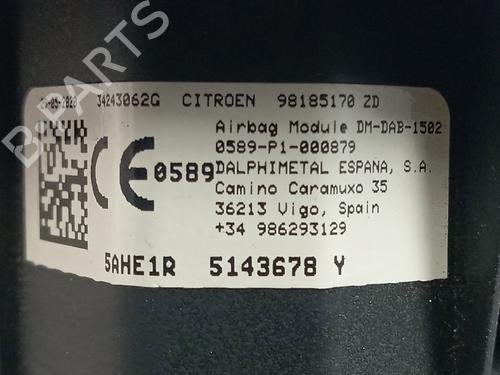 34243062G CITROEN 98185170 ZD
Airbag Module DM-DAB-1502
0589-P1-000879
CE 0589 DALPHIMETAL ESPANA, S.A.
Camino Caramuxo 35
36213 Vigo, Spain
+34 986293129
5AHE1R 5143678 Y
B-PARTS